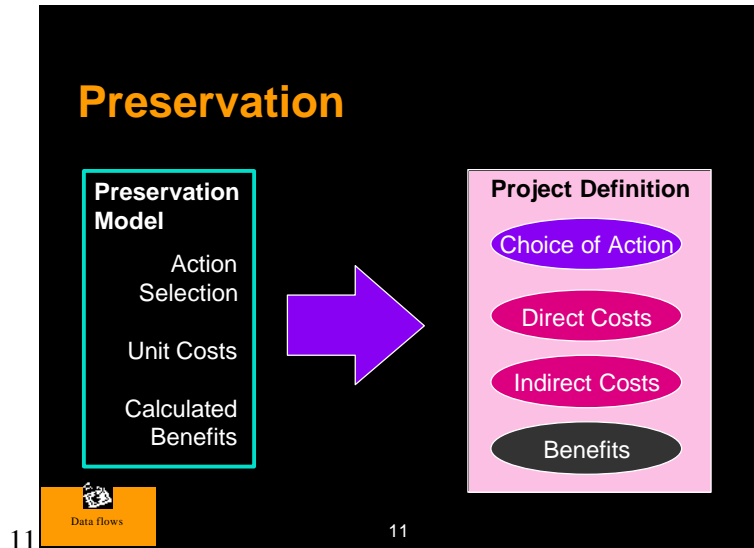 Preservation
Preservation
Model
Action
Selection
Unit Costs
Calculated
Benefits
Project Definition
Choice of Action
Direct Costs
Indirect Costs
Benefits
Data flows
11
11